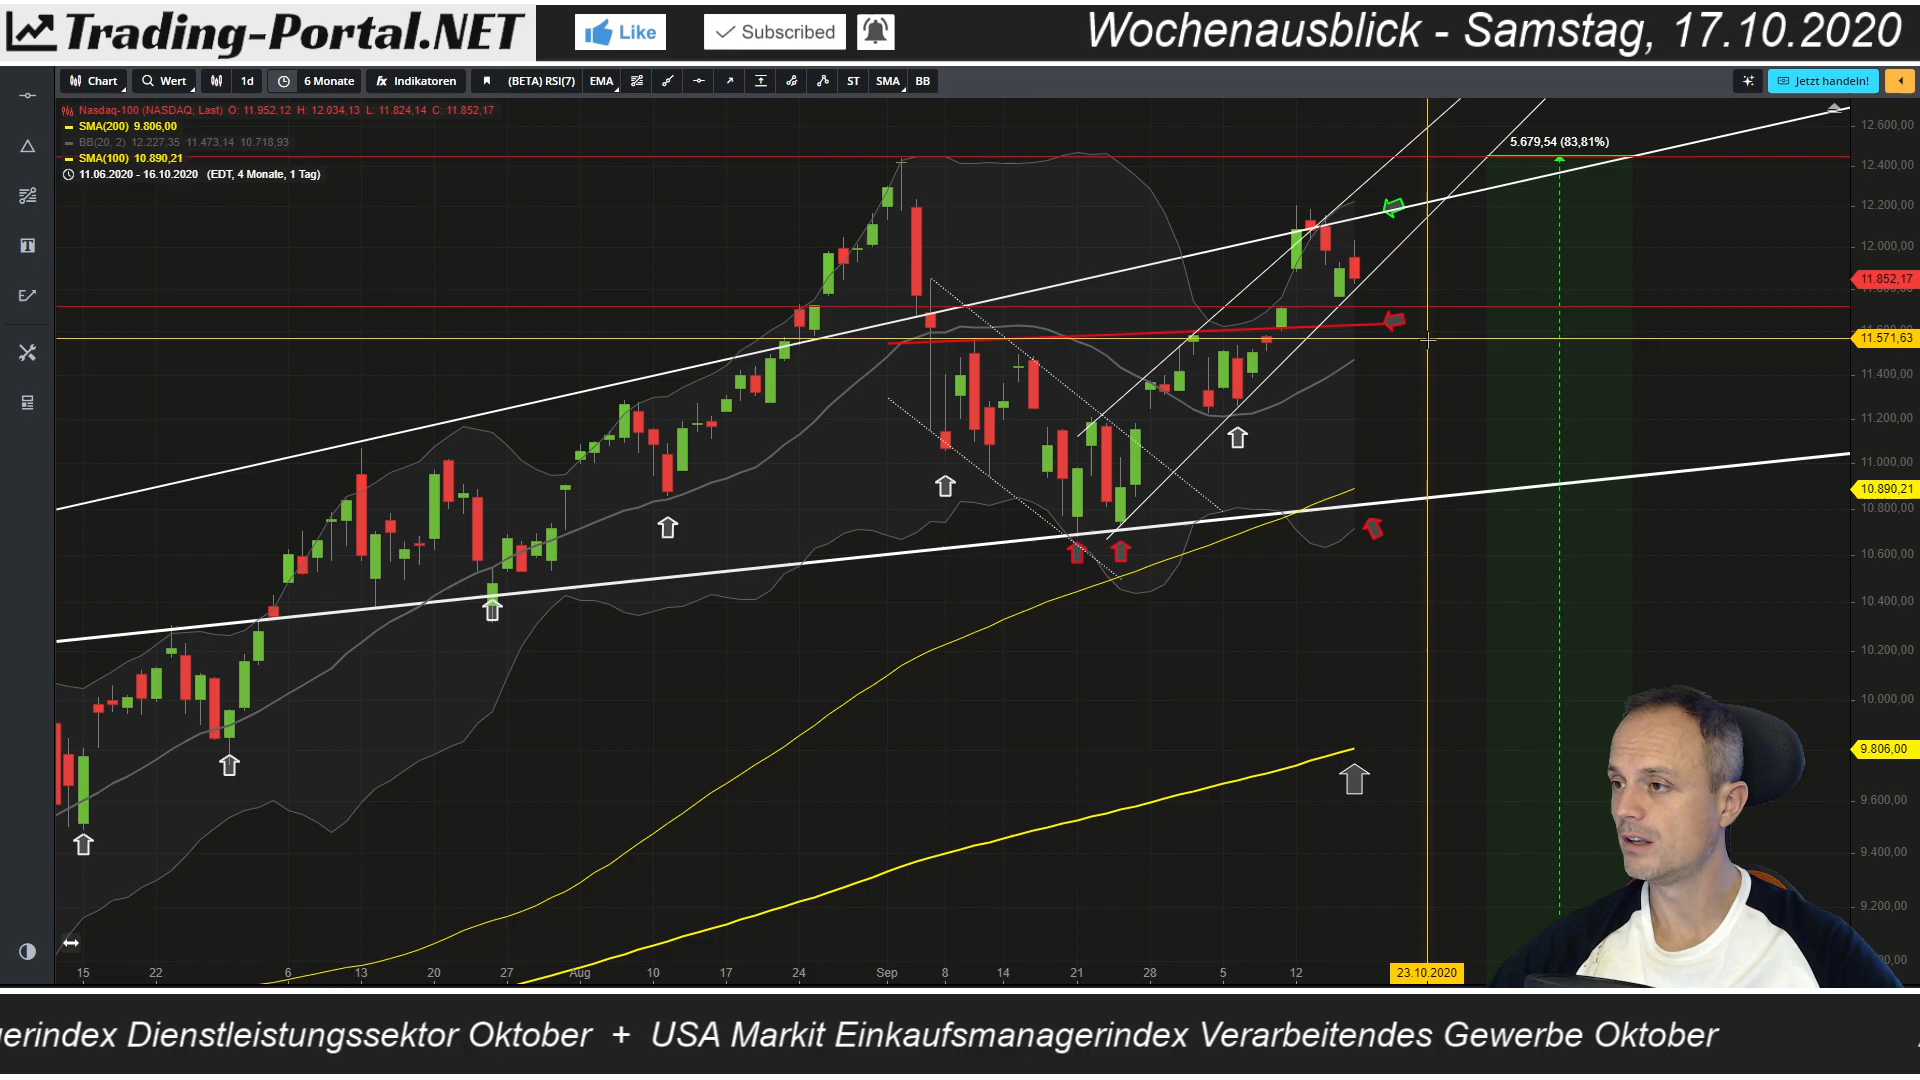 Trading-Portal.NET
Like
Subscribed
Wochenausblick - Samstag, 17.10.2020
Chart
Wert
1d
6 Monate
fx Indikatoren
(BETA) RSI(7)
EMA
ST
SMA
BB
Jetzt handeln!
Nasdaq-100 (NASDAQ, Last) O: 11.952,12 H: 12.034,13 L: 11.824,14 C: 11.852,17
SMA(200) 9.806,00
BB(20, 2) 12.227,35 11.473,14 10.718,93
SMA(100) 10.890,21
11.06.2020 - 16.10.2020 (EDT, 4 Monate, 1 Tag)
5.679,54 (83,81%)
12.600,00
12.400,00
12.200,00
12.000,00
11.852,17
11.571,63
11.400,00
11.200,00
11.000,00
10.890,21
10.800,00
10.600,00
10.400,00
10.200,00
10.000,00
9.806,00
9.600,00
9.400,00
9.200,00
15 22 6 13 20 27 Aug 10 17 24 Sep 8 14 21 28 5 12 23.10.2020
gerindex Dienstleistungssektor Oktober + USA Markit Einkaufsmanagerindex Verarbeitendes Gewerbe Oktober